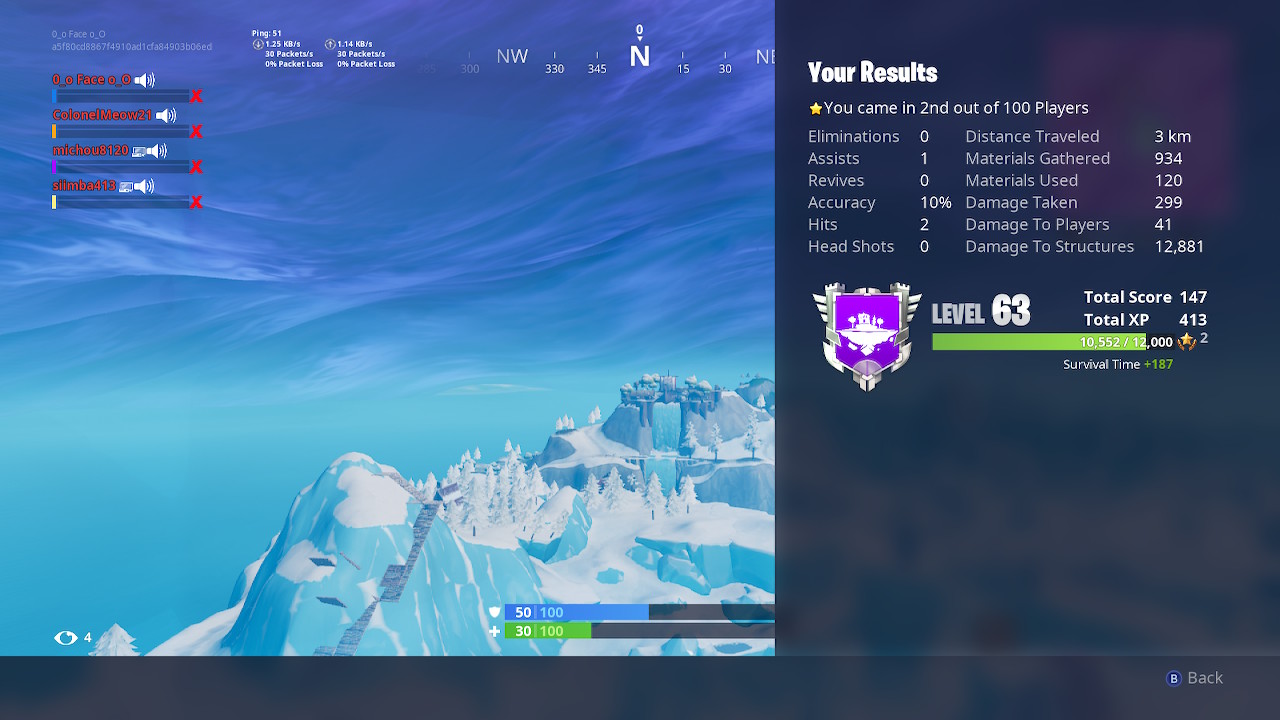 0_o Face o_O
a5f80cd8867f4910ad1cfa84903b06ed
Ping: 51
1.25 KB/s 1.14 KB/s
30 Packets/s 30 Packets/s
0% Packet Loss 0% Packet Loss
0
285 300 NW 330 345 N 15 30 NE
0_o Face o_O
X
ColonelMeow21
X
michou8120
X
siimba413
X
50 | 100
30 | 100
4
Your Results
You came in 2nd out of 100 Players
Eliminations 0 Distance Traveled 3 km
Assists 1 Materials Gathered 934
Revives 0 Materials Used 120
Accuracy 10% Damage Taken 299
Hits 2 Damage To Players 41
Head Shots 0 Damage To Structures 12,881
LEVEL 63
Total Score 147
Total XP 413
10,552 / 12,000 2
Survival Time +187
B Back